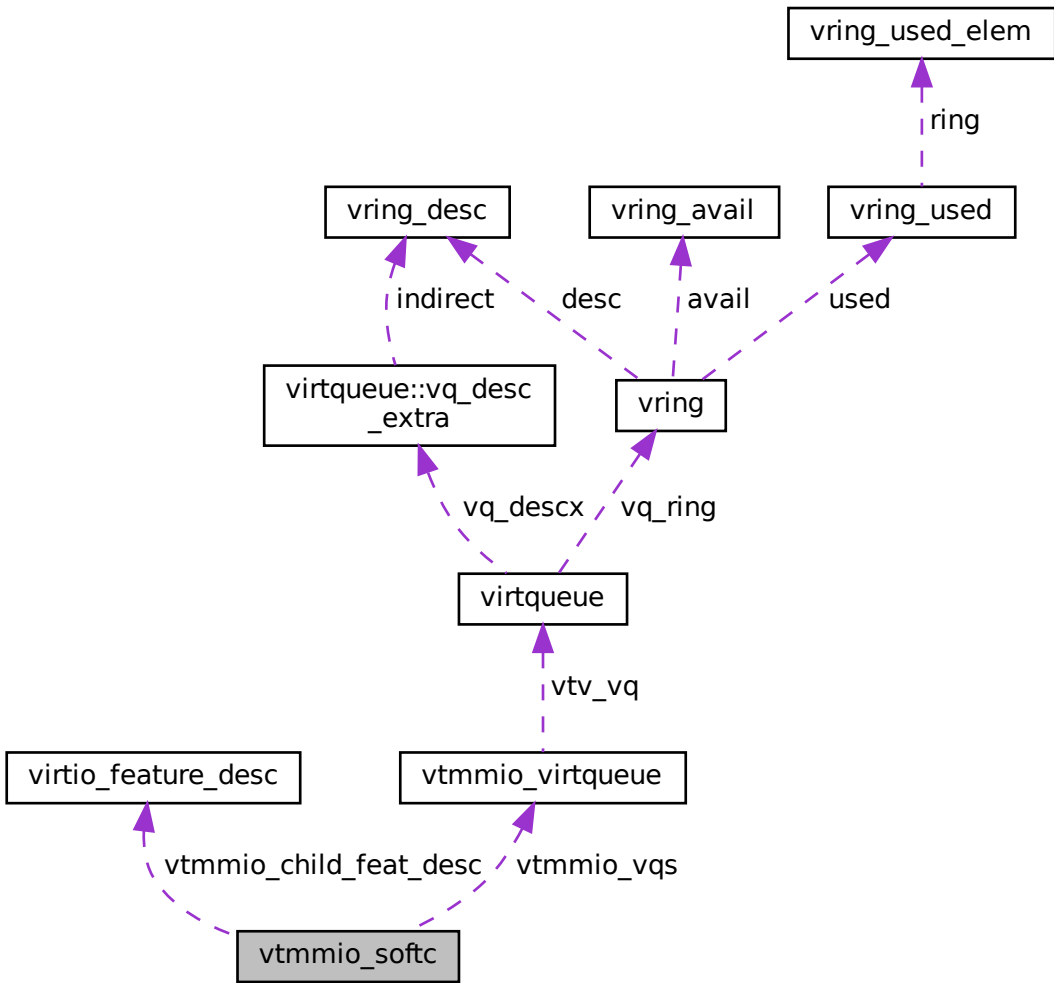 vring_used_elem
ring
vring_desc
vring_avail
vring_used
indirect
desc
avail
used
virtqueue::vq_desc
_extra
vring
vq_descx
vq_ring
virtqueue
vtv_vq
virtio_feature_desc
vtmmio_virtqueue
vtmmio_child_feat_desc
vtmmio_vqs
vtmmio_softc